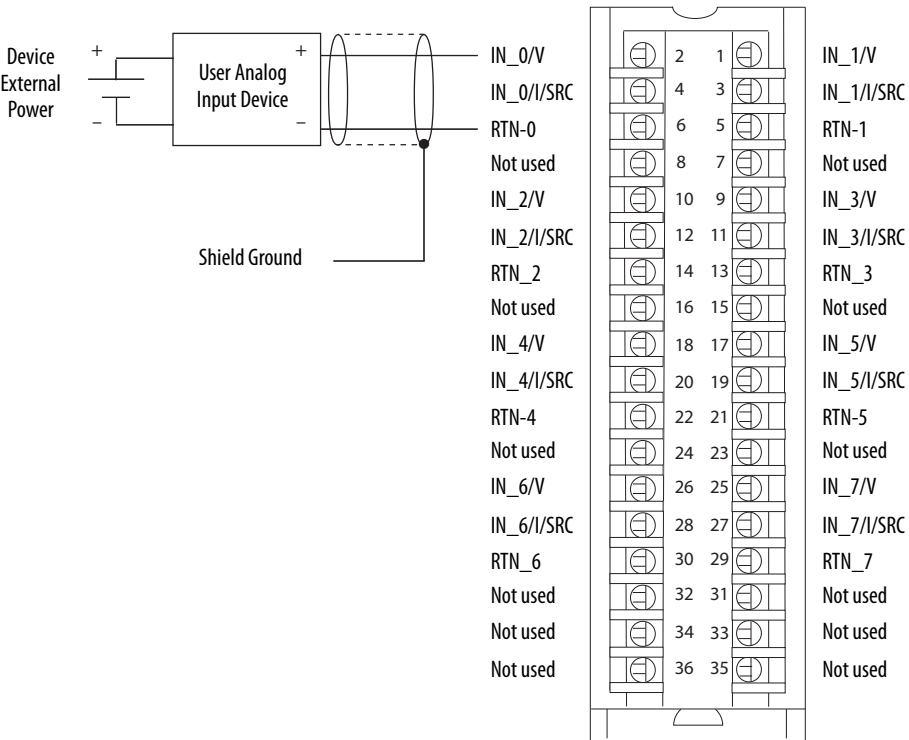 Device
External
Power
+
−
User Analog
Input Device
+
−
Shield Ground
IN_0/V 2 1 IN_1/V
IN_0/I/SRC 4 3 IN_1/I/SRC
RTN-0 6 5 RTN-1
Not used 8 7 Not used
IN_2/V 10 9 IN_3/V
IN_2/I/SRC 12 11 IN_3/I/SRC
RTN_2 14 13 RTN_3
Not used 16 15 Not used
IN_4/V 18 17 IN_5/V
IN_4/I/SRC 20 19 IN_5/I/SRC
RTN-4 22 21 RTN-5
Not used 24 23 Not used
IN_6/V 26 25 IN_7/V
IN_6/I/SRC 28 27 IN_7/I/SRC
RTN_6 30 29 RTN_7
Not used 32 31 Not used
Not used 34 33 Not used
Not used 36 35 Not used